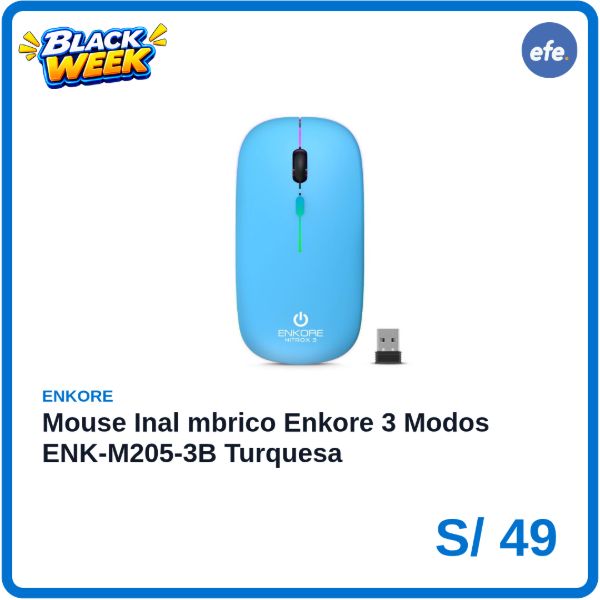 BLACK
WEEK
efe.
ENKORE
NITROX 3
ENKORE
Mouse Inal mbrico Enkore 3 Modos
ENK-M205-3B Turquesa
S/ 49